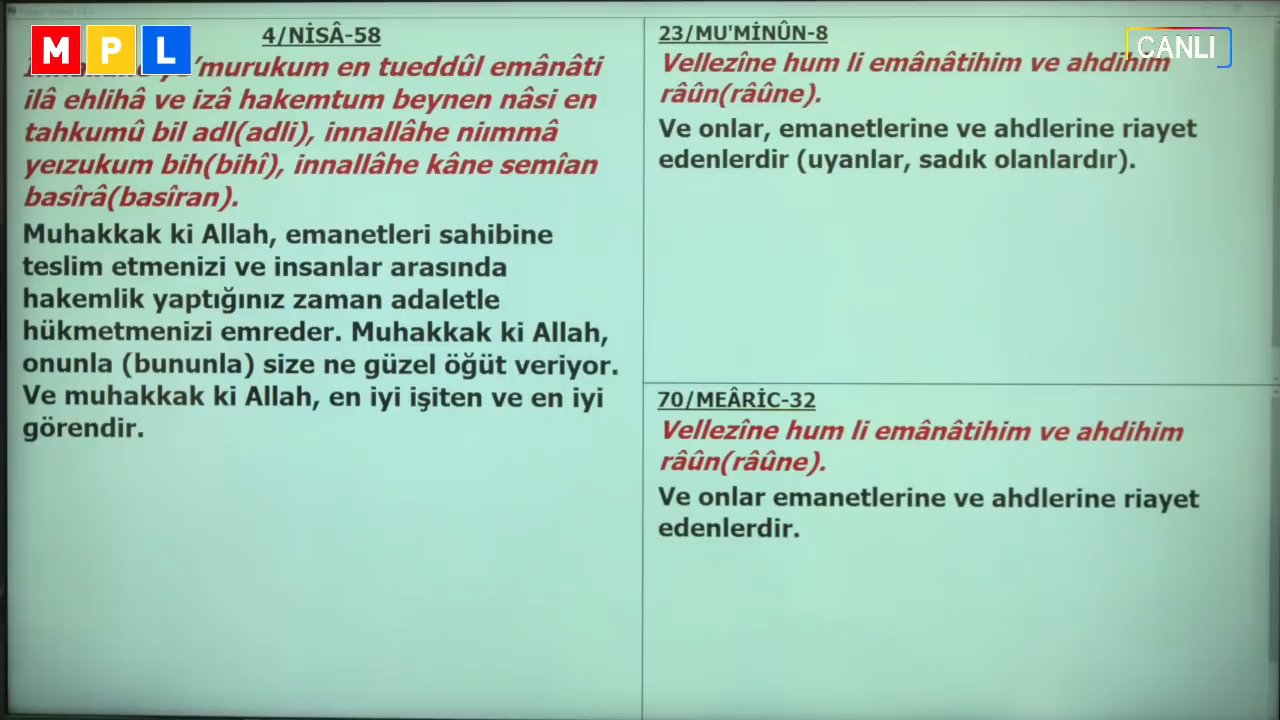 MPL
CANLI
4/NİSÂ-58
ye'murukum en tueddûl emânâti
ilâ ehlihâ ve izâ hakemtum beynen nâsi en
tahkumû bil adl(adli), innallâhe niımmâ
yeızukum bih(bihî), innallâhe kâne semîan
basîrâ(basîran).
Muhakkak ki Allah, emanetleri sahibine
teslim etmenizi ve insanlar arasında
hakemlik yaptığınız zaman adaletle
hükmetmenizi emreder. Muhakkak ki Allah,
onunla (bununla) size ne güzel öğüt veriyor.
Ve muhakkak ki Allah, en iyi işiten ve en iyi
görendir.
23/MU'MİNÛN-8
Vellezîne hum li emânâtihim ve ahdihim
râûn(râûne).
Ve onlar, emanetlerine ve ahdlerine riayet
edenlerdir (uyanlar, sadık olanlardır).
70/MEÂRİC-32
Vellezîne hum li emânâtihim ve ahdihim
râûn(râûne).
Ve onlar emanetlerine ve ahdlerine riayet
edenlerdir.